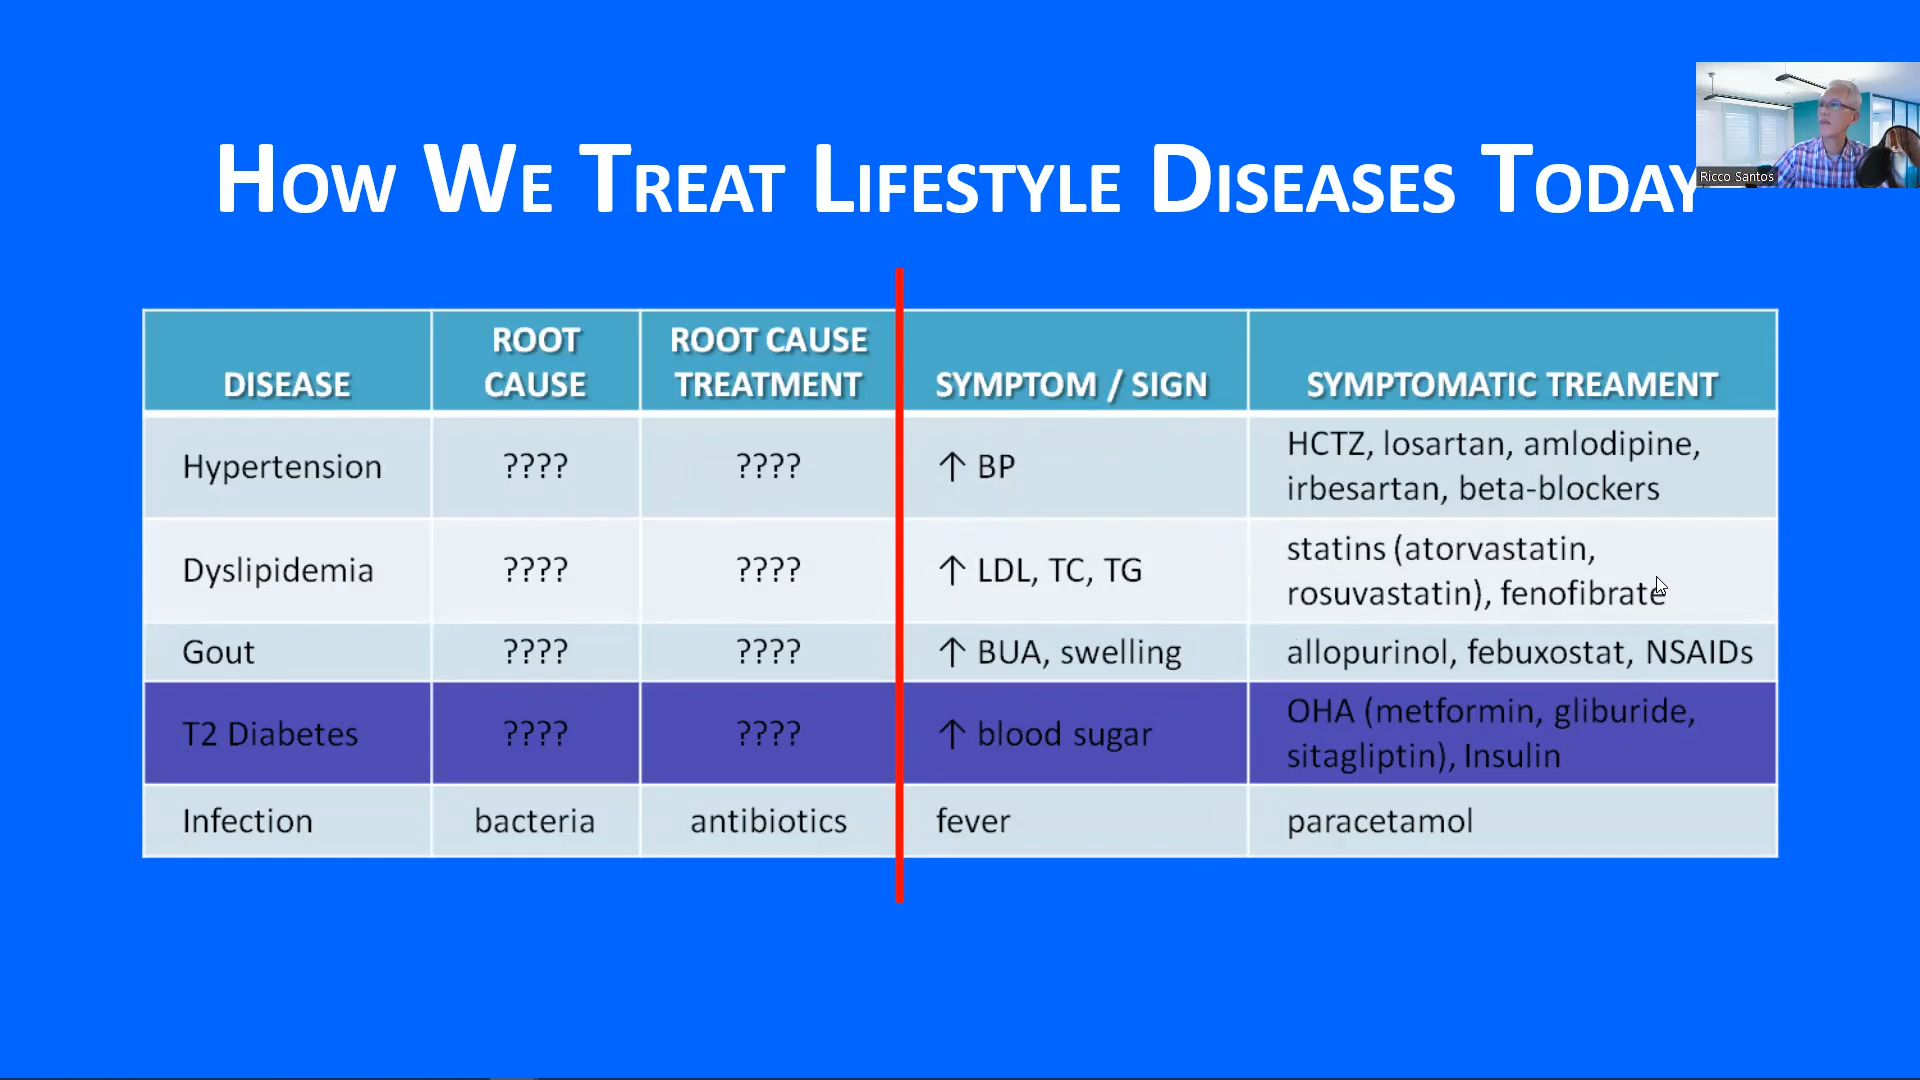 How We Treat Lifestyle Diseases Today
Ricco Santos
DISEASE
ROOT
CAUSE
ROOT CAUSE
TREATMENT
SYMPTOM / SIGN
SYMPTOMATIC TREAMENT
Hypertension
????
????
↑ BP
HCTZ, losartan, amlodipine,
irbesartan, beta-blockers
Dyslipidemia
????
????
↑ LDL, TC, TG
statins (atorvastatin,
rosuvastatin), fenofibrate
Gout
????
????
↑ BUA, swelling
allopurinol, febuxostat, NSAIDs
T2 Diabetes
????
????
↑ blood sugar
OHA (metformin, gliburide,
sitagliptin), Insulin
Infection
bacteria
antibiotics
fever
paracetamol